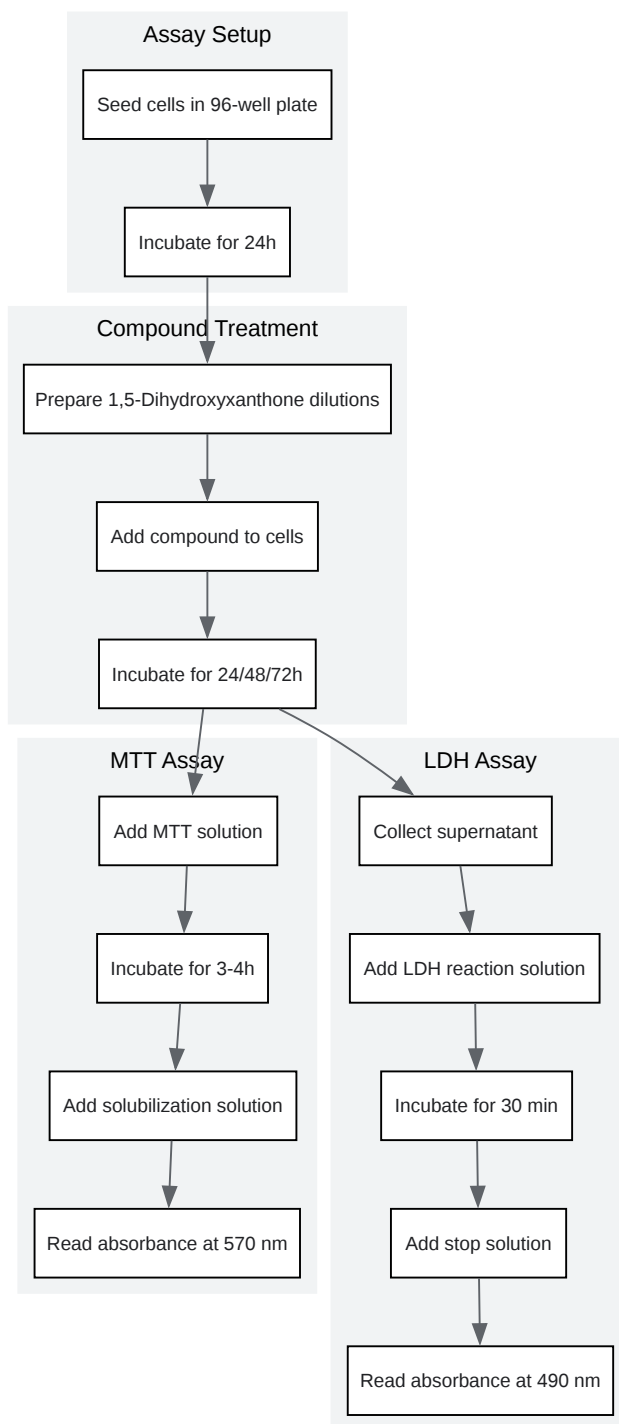 Assay Setup
Seed cells in 96-well plate
Incubate for 24h
Compound Treatment
Prepare 1,5-Dihydroxyxanthone dilutions
Add compound to cells
Incubate for 24/48/72h
MTT Assay
Add MTT solution
Incubate for 3-4h
Add solubilization solution
Read absorbance at 570 nm
LDH Assay
Collect supernatant
Add LDH reaction solution
Incubate for 30 min
Add stop solution
Read absorbance at 490 nm